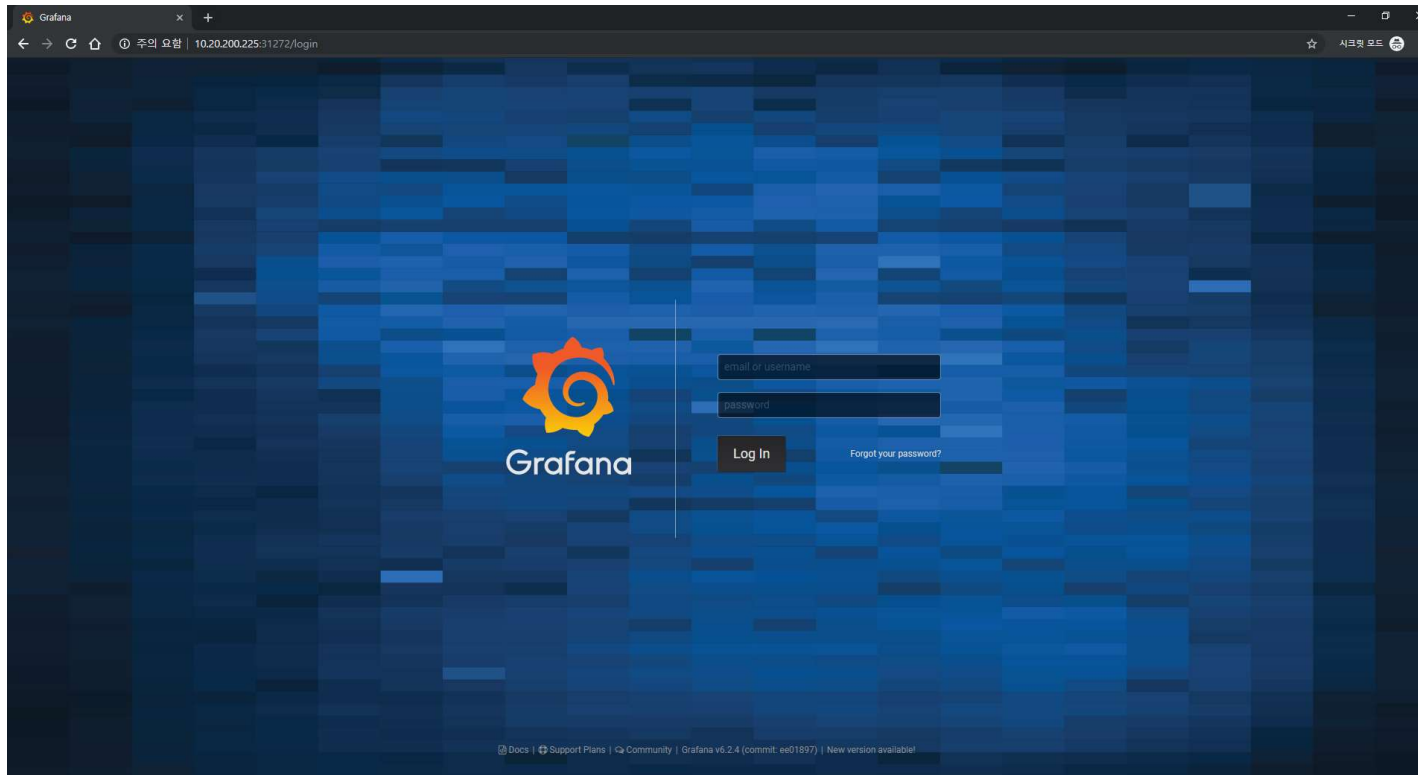 Grafana
주의 요함 | 10.20.200.225:31272/login
시크릿 모드
email or username
password
Log In
Forgot your password?
Grafana
Docs | Support Plans | Community | Grafana v6.2.4 (commit: ee01897) | New version available!